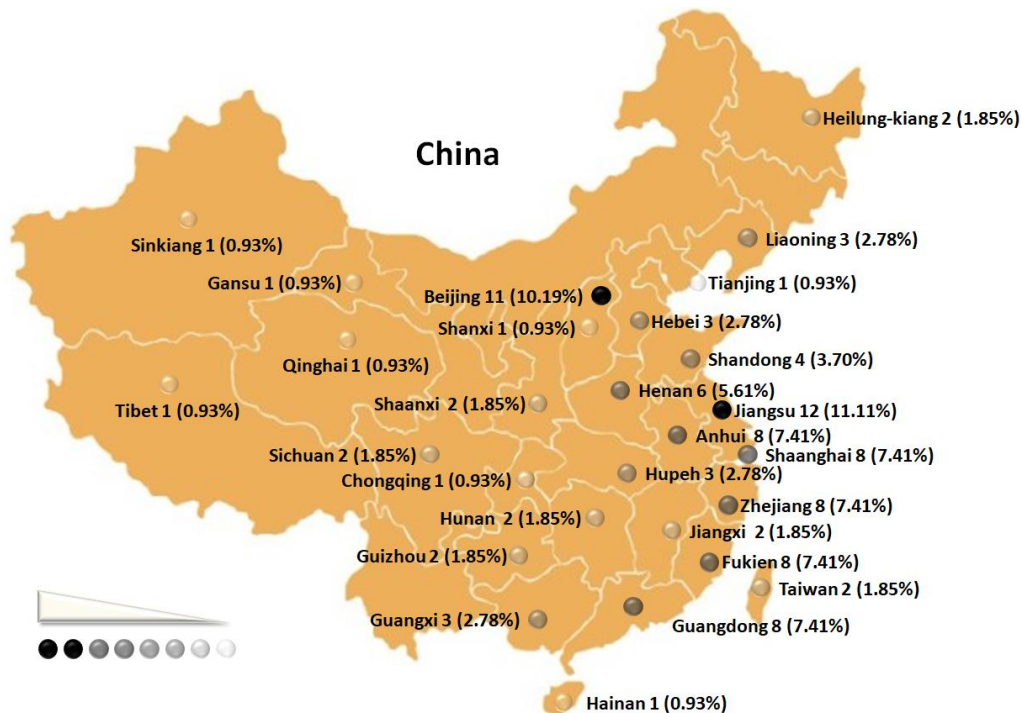 Heilung-kiang 2 (1.85%)
China
Sinkiang 1 (0.93%)
Liaoning 3 (2.78%)
Gansu 1 (0.93%)
Tianjing 1 (0.93%)
Beijing 11 (10.19%)
Shanxi 1 (0.93%)
Hebei 3 (2.78%)
Qinghai 1 (0.93%)
Shandong 4 (3.70%)
Henan 6 (5.61%)
Tibet 1 (0.93%)
Shaanxi 2 (1.85%)
Jiangsu 12 (11.11%)
Anhui 8 (7.41%)
Sichuan 2 (1.85%)
Shaanghai 8 (7.41%)
Chongqing 1 (0.93%)
Hupeh 3 (2.78%)
Zhejiang 8 (7.41%)
Hunan 2 (1.85%)
Jiangxi 2 (1.85%)
Guizhou 2 (1.85%)
Fukien 8 (7.41%)
Taiwan 2 (1.85%)
Guangxi 3 (2.78%)
Guangdong 8 (7.41%)
Hainan 1 (0.93%)